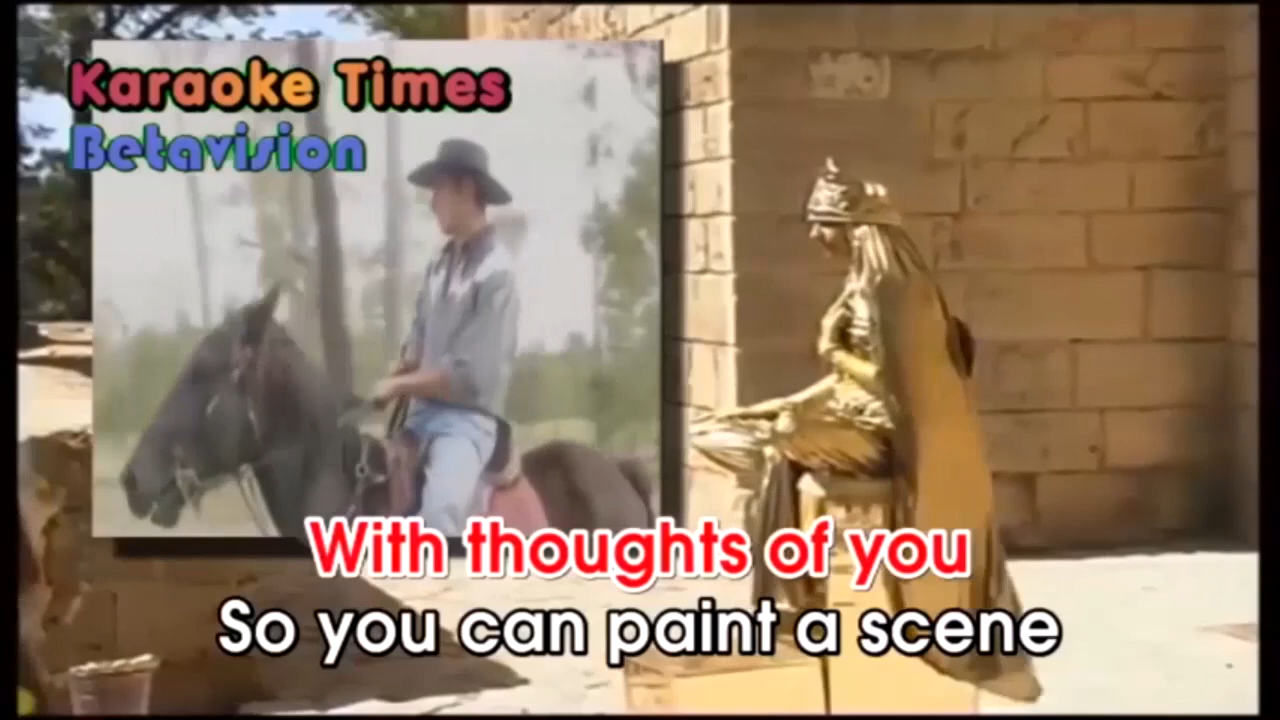 Karaoke Times
Betavision
With thoughts of you
So you can paint a scene